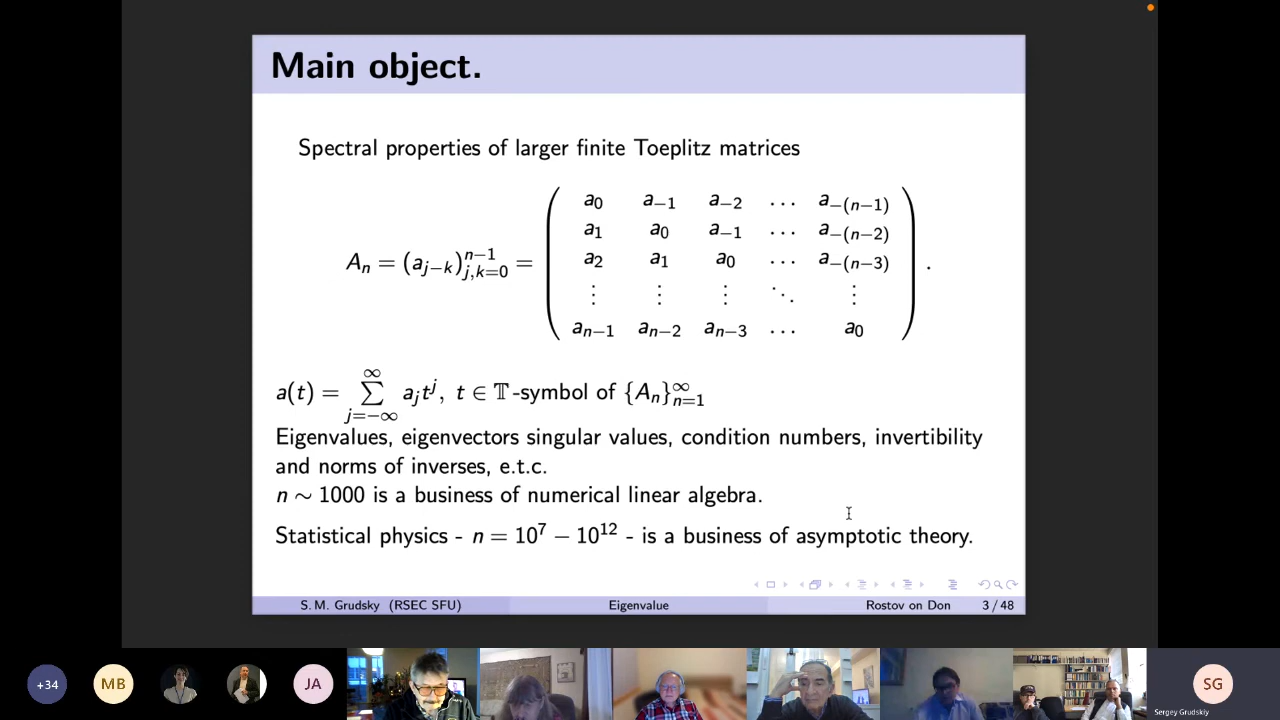 Main object.
Spectral properties of larger finite Toeplitz matrices
A_n = (a_{j−k})_{j,k=0}^{n−1} = ( a_0 a_{−1} a_{−2} ⋯ a_{−(n−1)}
a_1 a_0 a_{−1} ⋯ a_{−(n−2)}
a_2 a_1 a_0 ⋯ a_{−(n−3)}
⋮ ⋮ ⋮ ⋱ ⋮
a_{n−1} a_{n−2} a_{n−3} ⋯ a_0 ) .
a(t) = ∑_{j=−∞}^{∞} a_j t^j, t ∈ 𝕋-symbol of {A_n}_{n=1}^{∞}
Eigenvalues, eigenvectors singular values, condition numbers, invertibility
and norms of inverses, e.t.c.
n ∼ 1000 is a business of numerical linear algebra.
Statistical physics - n = 10^7 − 10^12 - is a business of asymptotic theory.
S. M. Grudsky (RSEC SFU) Eigenvalue Rostov on Don 3 / 48
+34 MB JA SG
Sergey Grudskiy